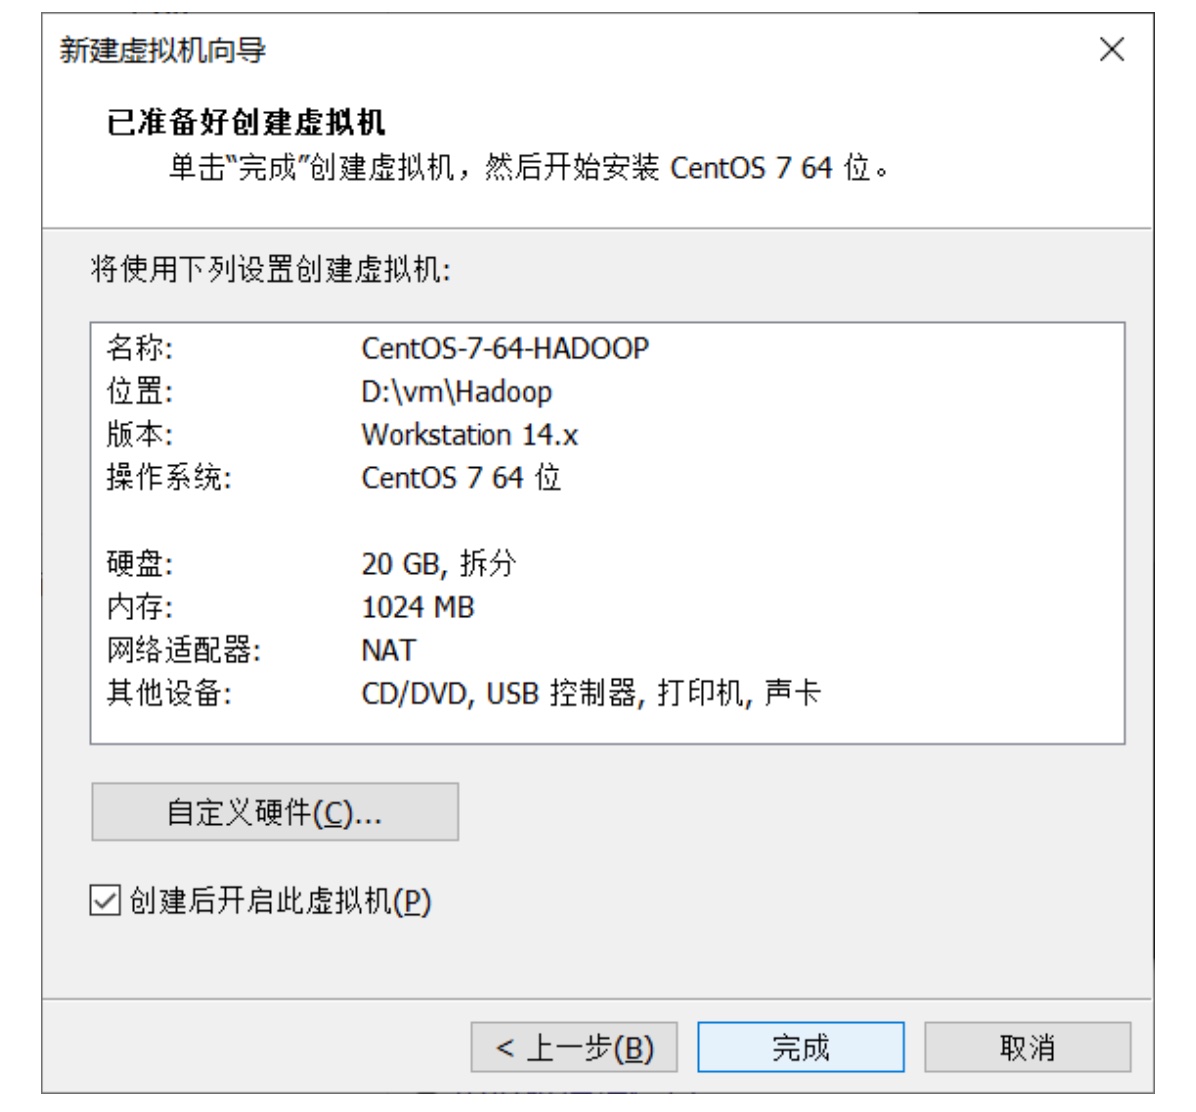 新建虚拟机向导
已准备好创建虚拟机
单击“完成”创建虚拟机，然后开始安装 CentOS 7 64 位。
将使用下列设置创建虚拟机:
名称: CentOS-7-64-HADOOP
位置: D:\vm\Hadoop
版本: Workstation 14.x
操作系统: CentOS 7 64 位
硬盘: 20 GB, 拆分
内存: 1024 MB
网络适配器: NAT
其他设备: CD/DVD, USB 控制器, 打印机, 声卡
自定义硬件(C)...
创建后开启此虚拟机(P)
< 上一步(B) 完成 取消